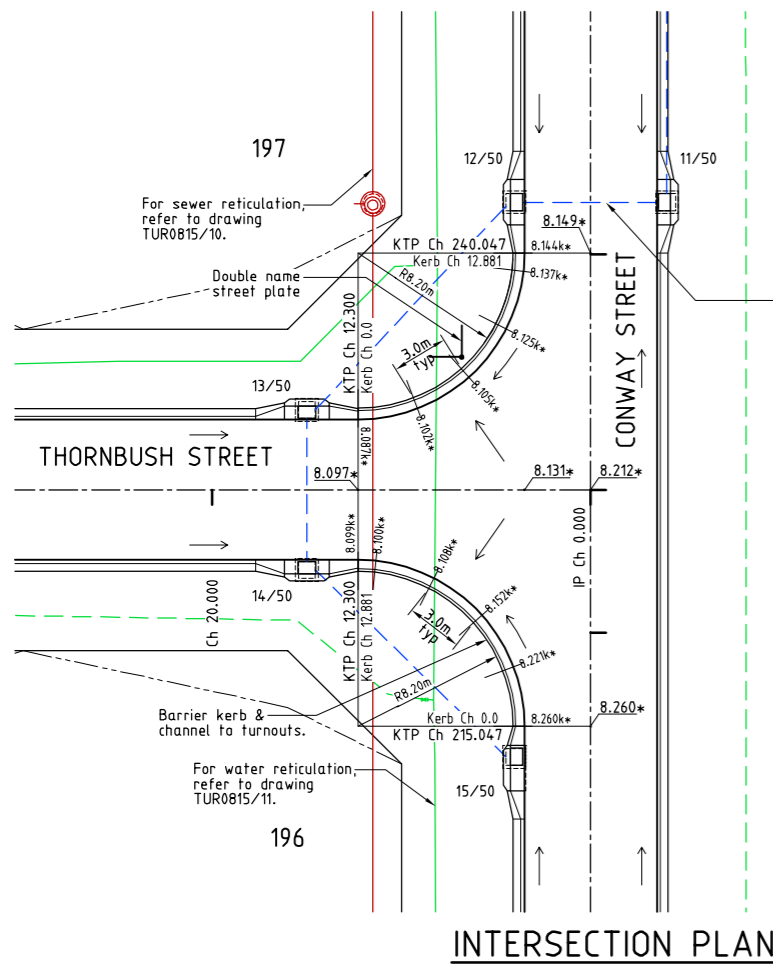 197
12/50
11/50
For sewer reticulation,
refer to drawing
TUR0815/10.
8.149*
KTP Ch 240.047
8.144k*
Kerb Ch 12.881
8.137k*
Double name
street plate
R8.20m
CONWAY STREET
KTP Ch 12.300
Kerb Ch 0.0
8.125k*
3.0m
typ
8.105k*
8.102k*
13/50
8.087k*
THORNBUSH STREET
8.097*
8.131*
8.212*
8.099k*
8.100k*
IP Ch 0.000
8.108k*
14/50
Ch 20.000
KTP Ch 12.300
Kerb Ch 12.881
3.0m
typ
8.152k*
8.221k*
R8.20m
Barrier kerb &
channel to turnouts.
Kerb Ch 0.0
8.260k*
8.260*
KTP Ch 215.047
For water reticulation,
refer to drawing
TUR0815/11.
15/50
196
INTERSECTION PLAN